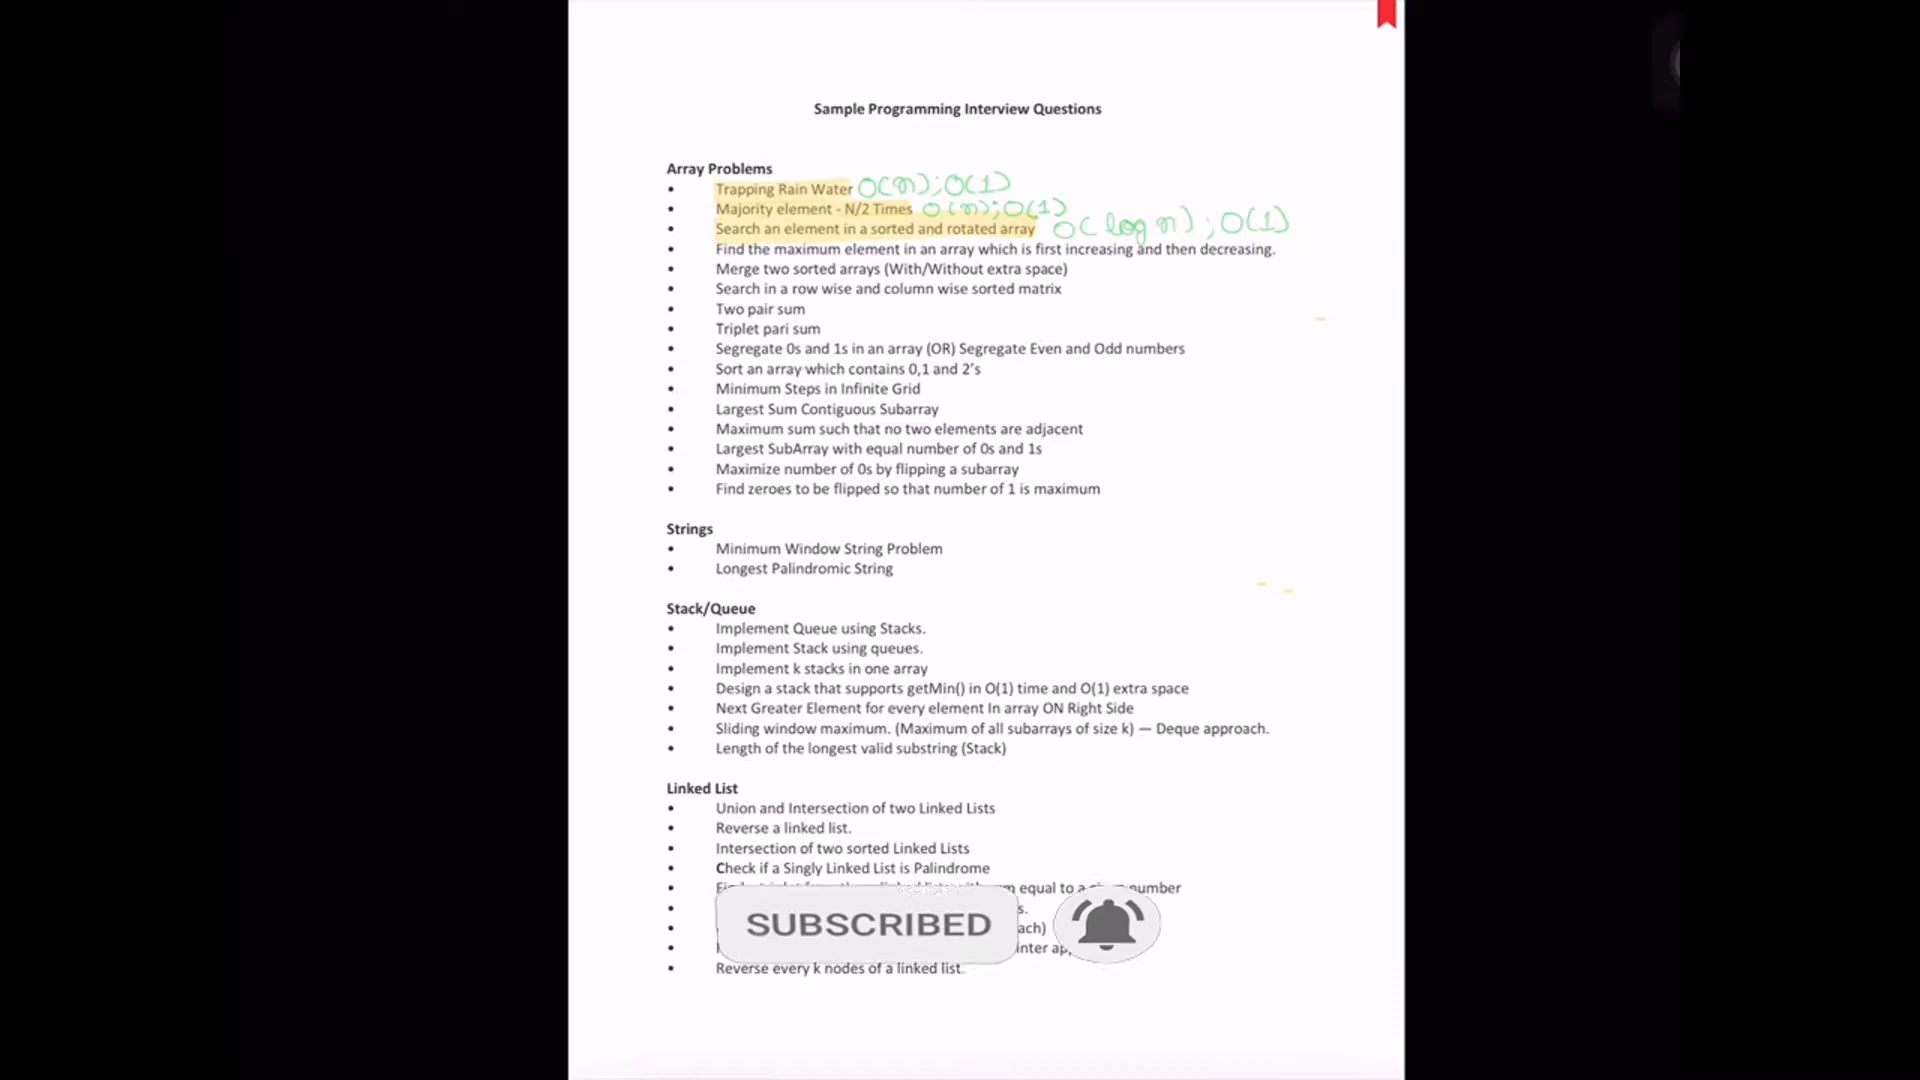 Sample Programming Interview Questions
Array Problems
• Trapping Rain Water O(n); O(1)
• Majority element - N/2 Times O(n); O(1)
• Search an element in a sorted and rotated array O(log n); O(1)
• Find the maximum element in an array which is first increasing and then decreasing.
• Merge two sorted arrays (With/Without extra space)
• Search in a row wise and column wise sorted matrix
• Two pair sum
• Triplet pari sum
• Segregate 0s and 1s in an array (OR) Segregate Even and Odd numbers
• Sort an array which contains 0,1 and 2’s
• Minimum Steps in Infinite Grid
• Largest Sum Contiguous Subarray
• Maximum sum such that no two elements are adjacent
• Largest SubArray with equal number of 0s and 1s
• Maximize number of 0s by flipping a subarray
• Find zeroes to be flipped so that number of 1 is maximum
Strings
• Minimum Window String Problem
• Longest Palindromic String
Stack/Queue
• Implement Queue using Stacks.
• Implement Stack using queues.
• Implement k stacks in one array
• Design a stack that supports getMin() in O(1) time and O(1) extra space
• Next Greater Element for every element In array ON Right Side
• Sliding window maximum. (Maximum of all subarrays of size k) — Deque approach.
• Length of the longest valid substring (Stack)
Linked List
• Union and Intersection of two Linked Lists
• Reverse a linked list.
• Intersection of two sorted Linked Lists
• Check if a Singly Linked List is Palindrome
• equal to a number
SUBSCRIBED
• Reverse every k nodes of a linked list.